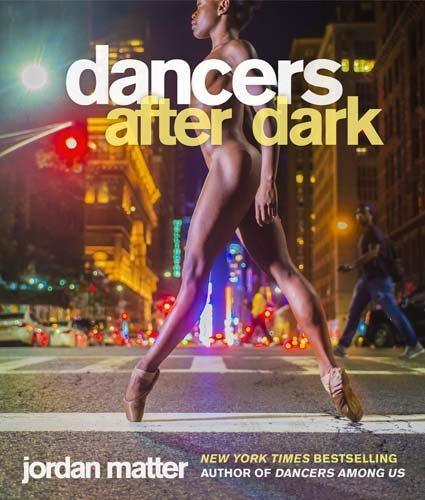 dancers
after dark
jordan matter
NEW YORK TIMES BESTSELLING
AUTHOR OF DANCERS AMONG US